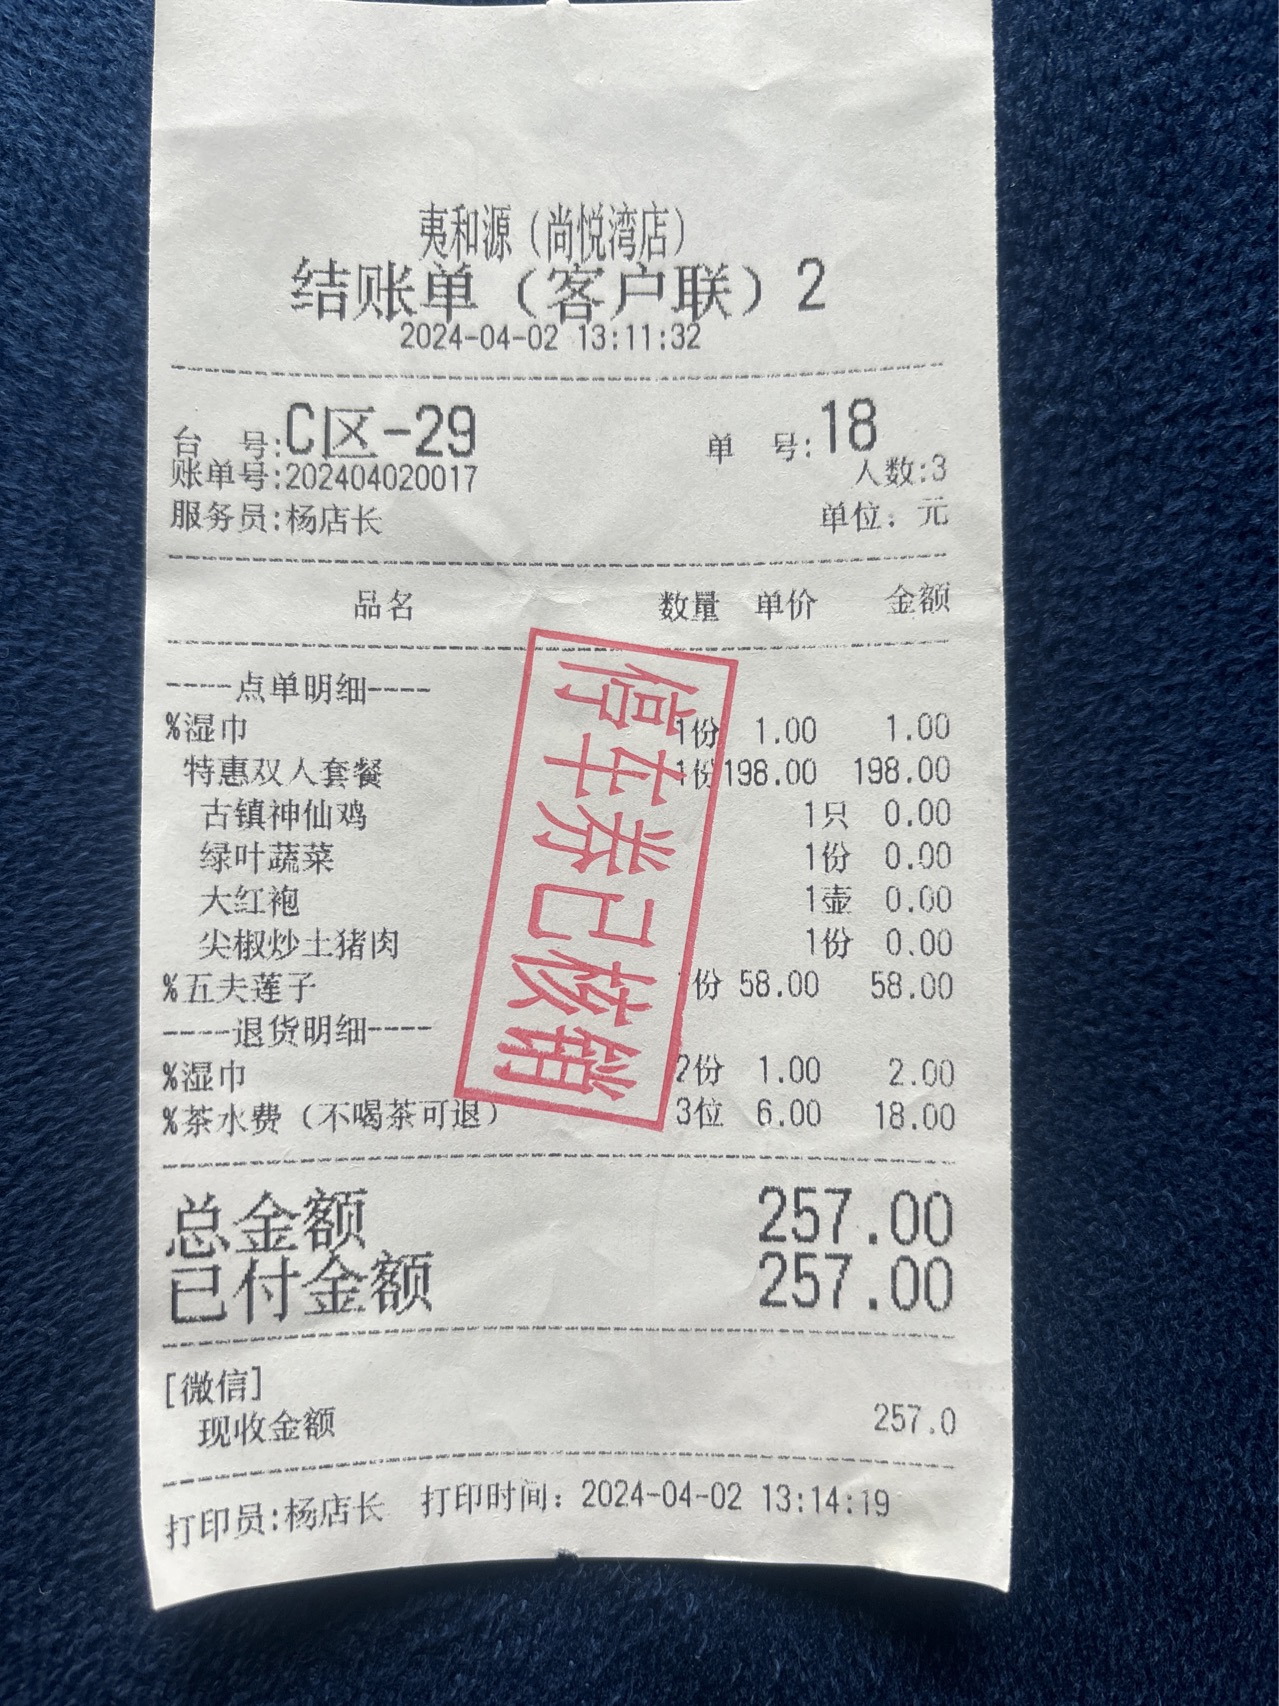 夷和源（尚悦湾店）
结账单（客户联）2
2024-04-02 13:11:32
台 号:C区-29 单 号:18
账单号:202404020017 人数:3
服务员:杨店长 单位: 元
品名 数量 单价 金额
----点单明细----
%湿巾 1份 1.00 1.00
特惠双人套餐 1份 198.00 198.00
古镇神仙鸡 1只 0.00
绿叶蔬菜 1份 0.00
大红袍 1壶 0.00
尖椒炒土猪肉 1份 0.00
%五夫莲子 1份 58.00 58.00
----退货明细----
%湿巾 2份 1.00 2.00
%茶水费（不喝茶可退） 3位 6.00 18.00
停车券已核销
总金额 257.00
已付金额 257.00
[微信]
现收金额 257.0
打印员:杨店长 打印时间: 2024-04-02 13:14:19